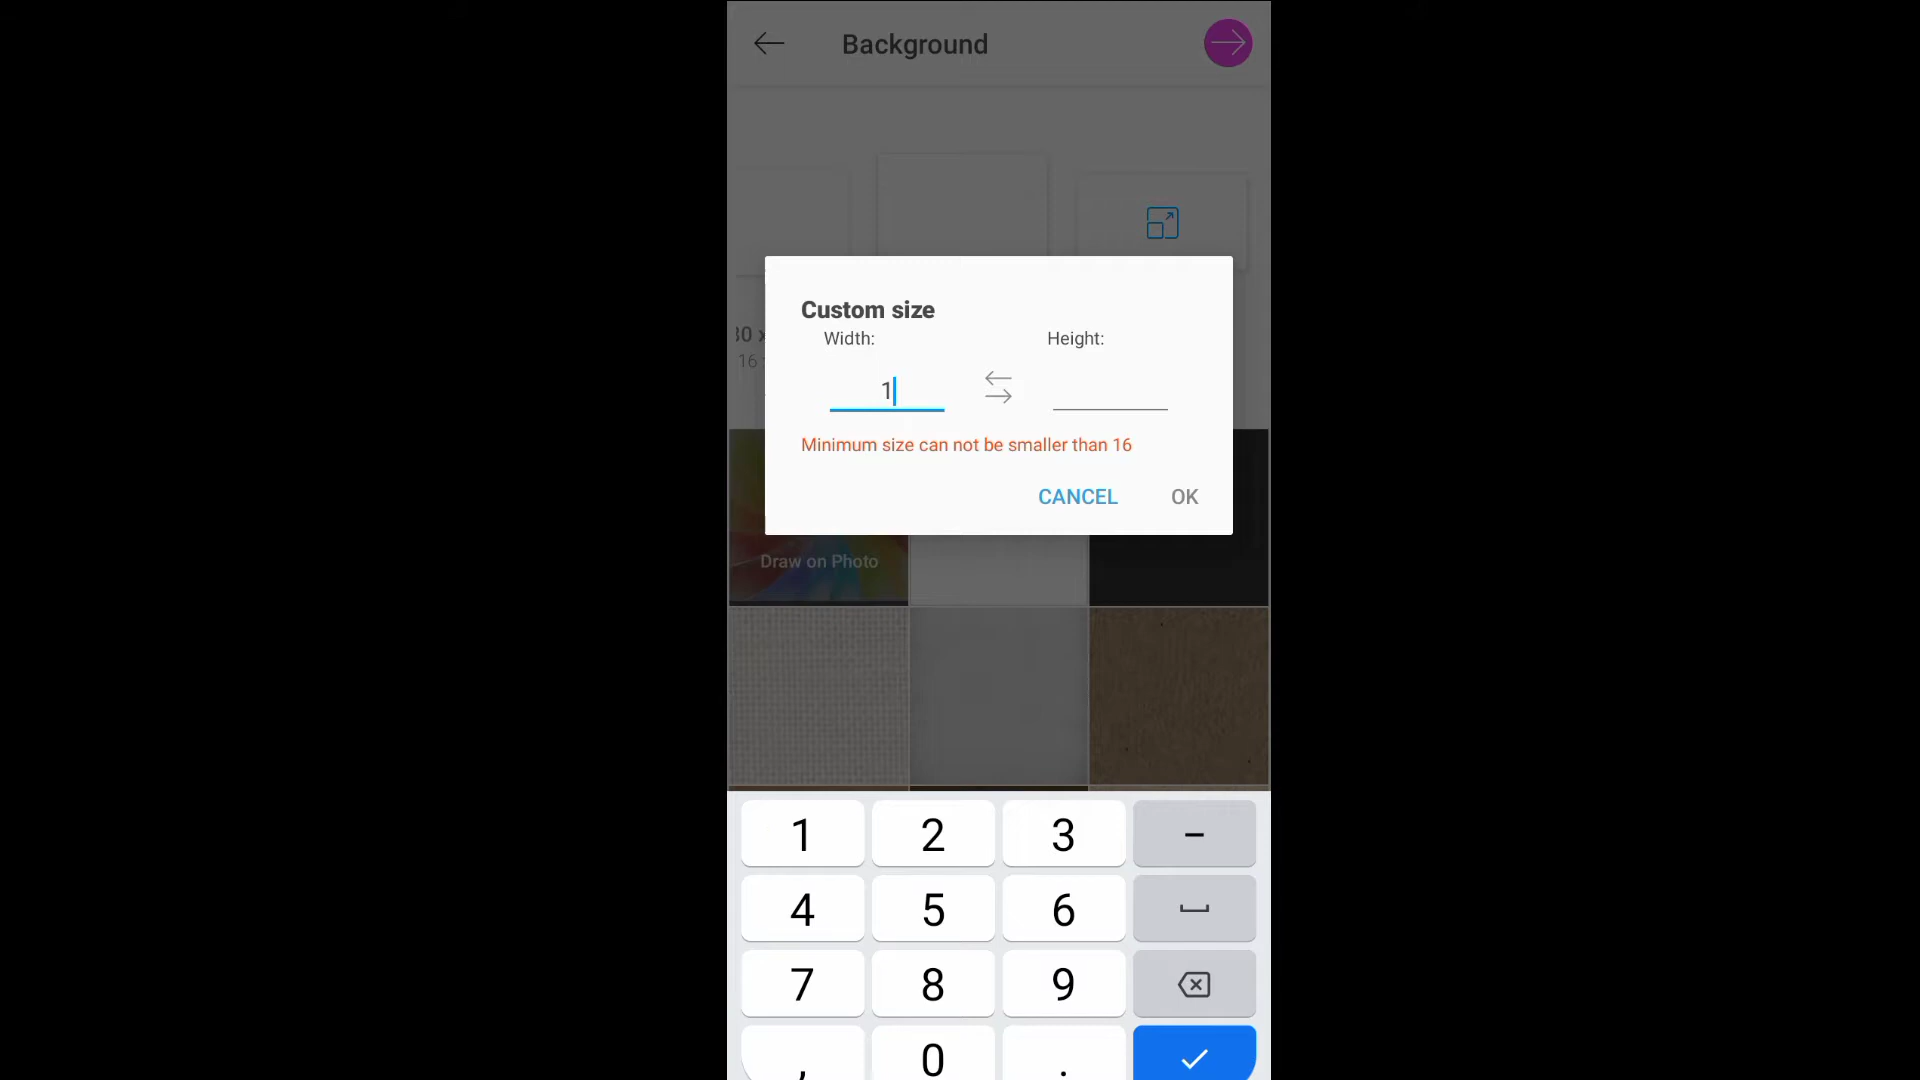 Background
Custom size
Width: Height:
1
Minimum size can not be smaller than 16
CANCEL OK
Draw on Photo
1 2 3 –
4 5 6
7 8 9
, 0 .